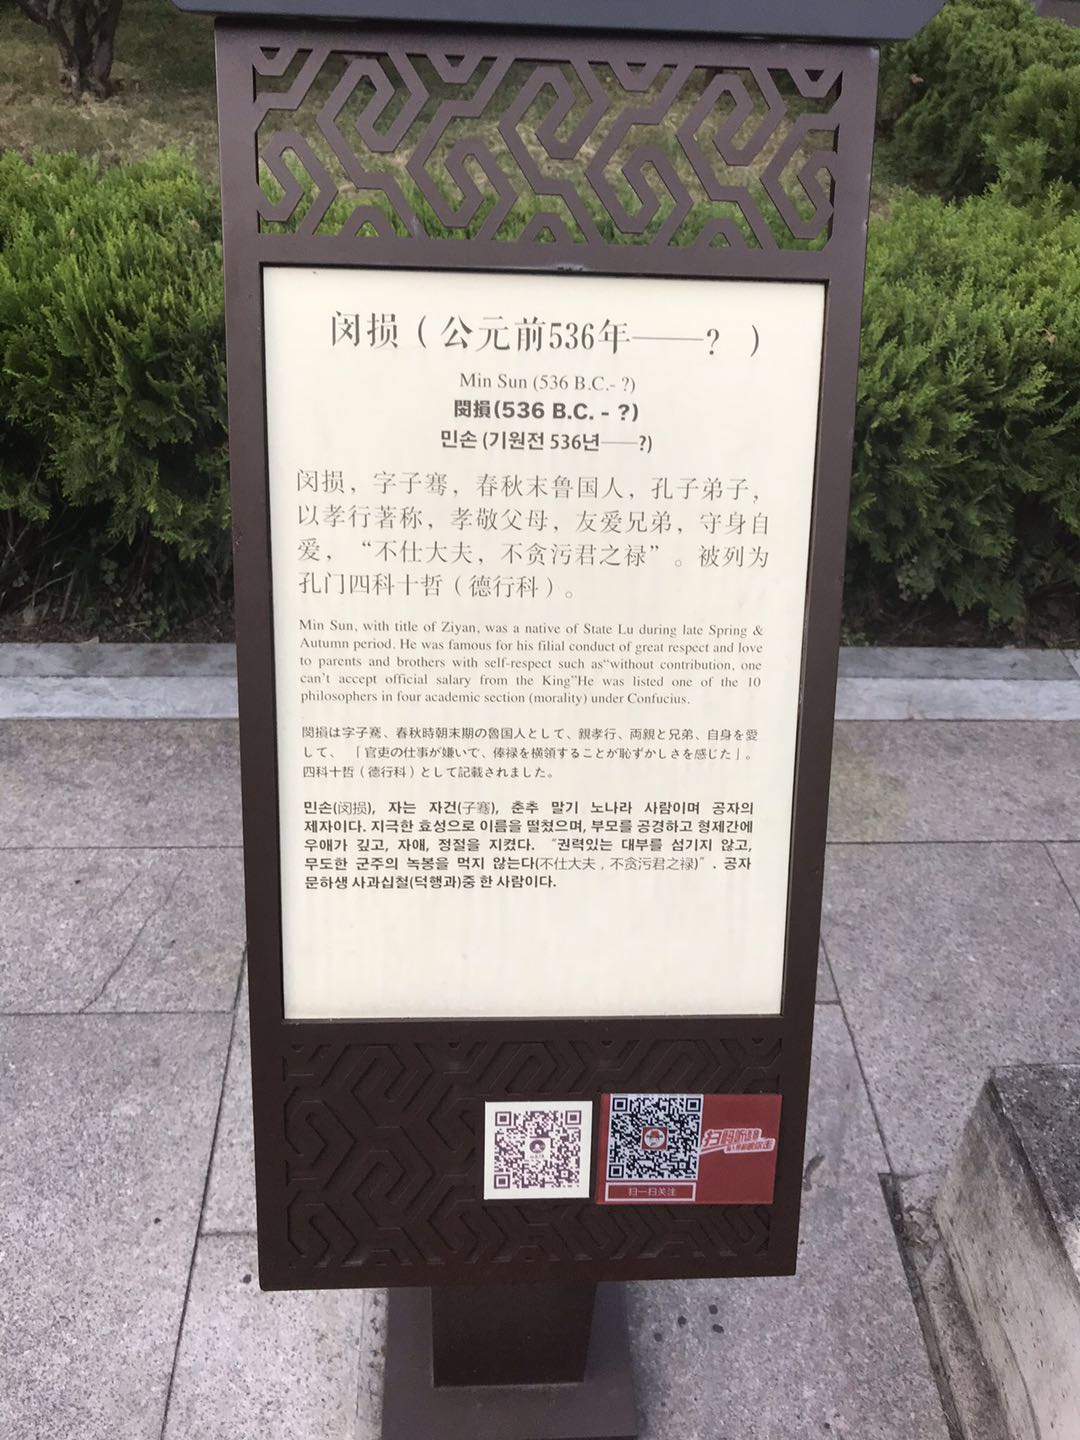 闵损（公元前536年——?）
Min Sun (536 B.C.- ?)
閔損(536 B.C. - ?)
민손 (기원전 536년——?)
闵损，字子骞，春秋末鲁国人，孔子弟子，
以孝行著称，孝敬父母，友爱兄弟，守身自
爱，“不仕大夫，不贪污君之禄”。被列为
孔门四科十哲（德行科）。
Min Sun, with title of Ziyan, was a native of State Lu during late Spring &
Autumn period. He was famous for his filial conduct of great respect and love
to parents and brothers with self-respect such as“without contribution, one
can't accept official salary from the King”He was listed one of the 10
philosophers in four academic section (morality) under Confucius.
閔損は字子騫、春秋時朝末期の魯国人として、親孝行、両親と兄弟、自身を愛
して、「官吏の仕事が嫌いで、俸禄を横領することが恥ずかしさを感じた」。
四科十哲（德行科）として記載されました。
민손(闵损), 자는 자건(子骞), 춘추 말기 노나라 사람이며 공자의
제자이다. 지극한 효성으로 이름을 떨쳤으며, 부모를 공경하고 형제간에
우애가 깊고, 자애, 정절을 지켰다. “권력있는 대부를 섬기지 않고,
무도한 군주의 녹봉을 먹지 않는다(不仕大夫，不贪污君之禄)”. 공자
문하생 사과십철(덕행과)중 한 사람이다.
扫码听
扫一扫关注